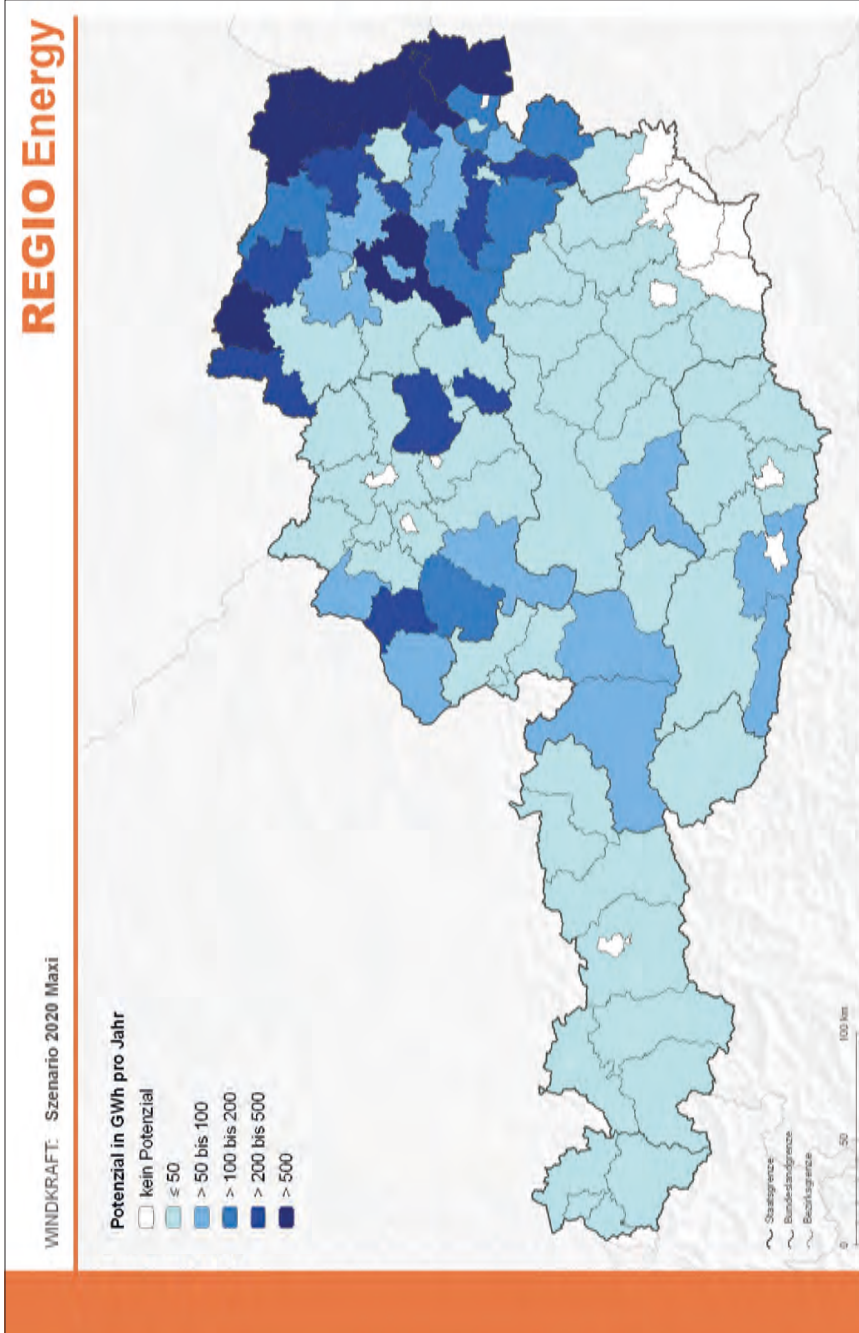 REGIO Energy
WINDKRAFT: Szenario 2020 Maxi
Potenzial in GWh pro Jahr
kein Potenzial
≤ 50
> 50 bis 100
> 100 bis 200
> 200 bis 500
> 500
Staatsgrenze
Bundeslandgrenze
Bezirksgrenze
0 50 100 km